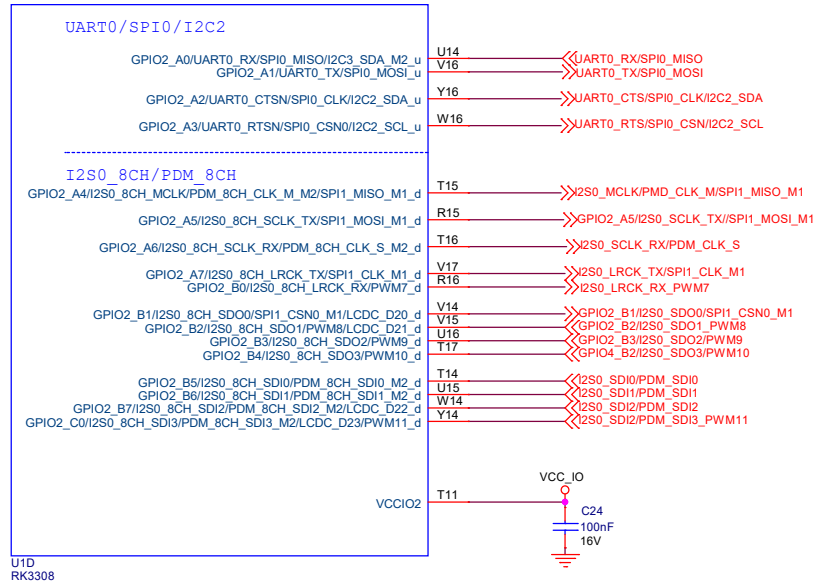 UART0/SPI0/I2C2
GPIO2_A0/UART0_RX/SPI0_MISO/I2C3_SDA_M2_u U14 UART0_RX/SPI0_MISO
GPIO2_A1/UART0_TX/SPI0_MOSI_u V16 UART0_TX/SPI0_MOSI
GPIO2_A2/UART0_CTSN/SPI0_CLK/I2C2_SDA_u Y16 UART0_CTS/SPI0_CLK/I2C2_SDA
GPIO2_A3/UART0_RTSN/SPI0_CSN0/I2C2_SCL_u W16 UART0_RTS/SPI0_CSN/I2C2_SCL
I2S0_8CH/PDM_8CH
GPIO2_A4/I2S0_8CH_MCLK/PDM_8CH_CLK_M_M2/SPI1_MISO_M1_d T15 I2S0_MCLK/PMD_CLK_M/SPI1_MISO_M1
GPIO2_A5/I2S0_8CH_SCLK_TX/SPI1_MOSI_M1_d R15 GPIO2_A5/I2S0_SCLK_TX//SPI1_MOSI_M1
GPIO2_A6/I2S0_8CH_SCLK_RX/PDM_8CH_CLK_S_M2_d T16 I2S0_SCLK_RX/PDM_CLK_S
GPIO2_A7/I2S0_8CH_LRCK_TX/SPI1_CLK_M1_d V17 I2S0_LRCK_TX/SPI1_CLK_M1
GPIO2_B0/I2S0_8CH_LRCK_RX/PWM7_d R16 I2S0_LRCK_RX_PWM7
GPIO2_B1/I2S0_8CH_SDO0/SPI1_CSN0_M1/LCDC_D20_d V14 GPIO2_B1/I2S0_SDO0/SPI1_CSN0_M1
GPIO2_B2/I2S0_8CH_SDO1/PWM8/LCDC_D21_d V15 GPIO2_B2/I2S0_SDO1_PWM8
GPIO2_B3/I2S0_8CH_SDO2/PWM9_d U16 GPIO2_B3/I2S0_SDO2/PWM9
GPIO2_B4/I2S0_8CH_SDO3/PWM10_d T17 GPIO4_B2/I2S0_SDO3/PWM10
GPIO2_B5/I2S0_8CH_SDI0/PDM_8CH_SDI0_M2_d T14 I2S0_SDI0/PDM_SDI0
GPIO2_B6/I2S0_8CH_SDI1/PDM_8CH_SDI1_M2_d U15 I2S0_SDI1/PDM_SDI1
GPIO2_B7/I2S0_8CH_SDI2/PDM_8CH_SDI2_M2/LCDC_D22_d W14 I2S0_SDI2/PDM_SDI2
GPIO2_C0/I2S0_8CH_SDI3/PDM_8CH_SDI3_M2/LCDC_D23/PWM11_d Y14 I2S0_SDI2/PDM_SDI3_PWM11
VCC_IO
VCCIO2 T11
C24
100nF
16V
U1D
RK3308